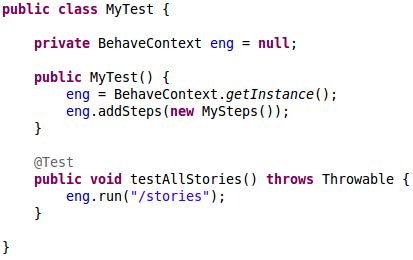 public class MyTest {
private BehaveContext eng = null;
public MyTest() {
eng = BehaveContext.getInstance();
eng.addSteps(new MySteps());
}
@Test
public void testAllStories() throws Throwable {
eng.run("/stories");
}
}